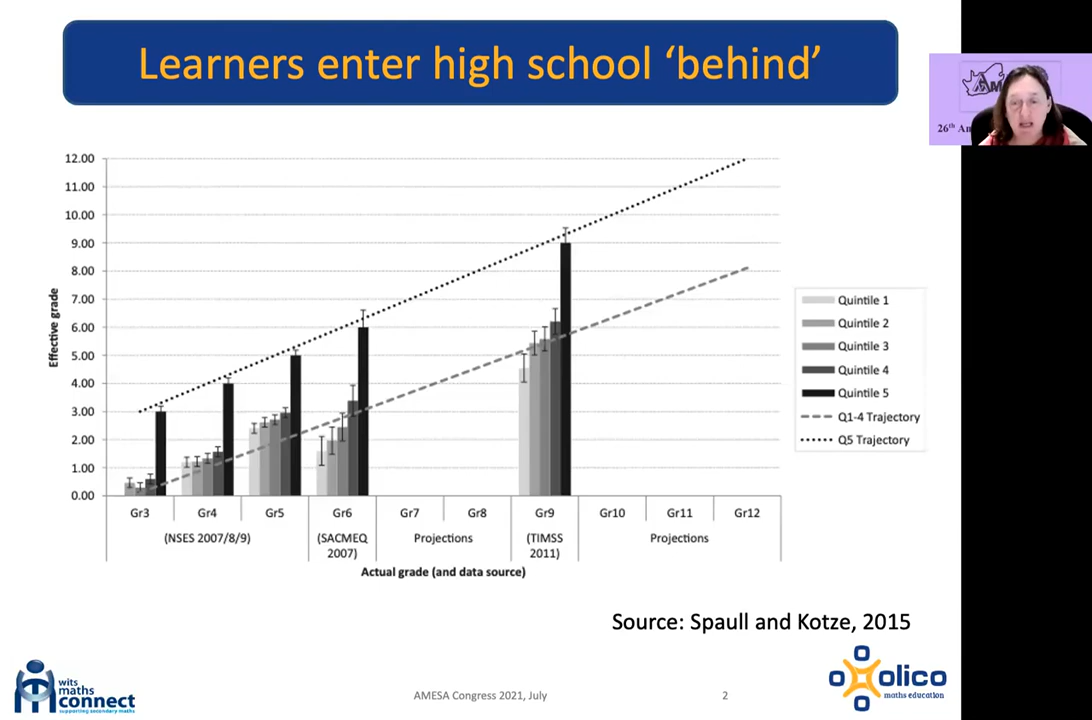 Learners enter high school ‘behind’
26th
12.00
11.00
10.00
9.00
8.00
7.00
6.00
5.00
4.00
3.00
2.00
1.00
0.00
Effective grade
Gr3 Gr4 Gr5 Gr6 Gr7 Gr8 Gr9 Gr10 Gr11 Gr12
(NSES 2007/8/9) (SACMEQ 2007) Projections (TIMSS 2011) Projections
Actual grade (and data source)
Quintile 1
Quintile 2
Quintile 3
Quintile 4
Quintile 5
Q1-4 Trajectory
Q5 Trajectory
Source: Spaull and Kotze, 2015
wits
maths
connect
supporting secondary maths
AMESA Congress 2021, July
2
olico
maths education